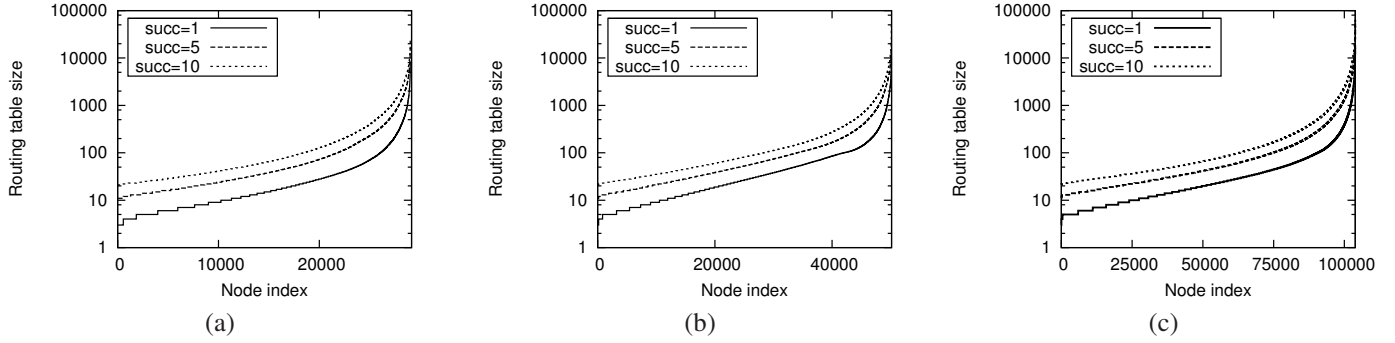 Routing table size
100000
10000
1000
100
10
1
succ=1
succ=5
succ=10
0
10000
20000
Node index
(a)
Routing table size
100000
10000
1000
100
10
1
succ=1
succ=5
succ=10
0
20000
40000
Node index
(b)
Routing table size
100000
10000
1000
100
10
1
succ=1
succ=5
succ=10
0
25000
50000
75000
100000
Node index
(c)